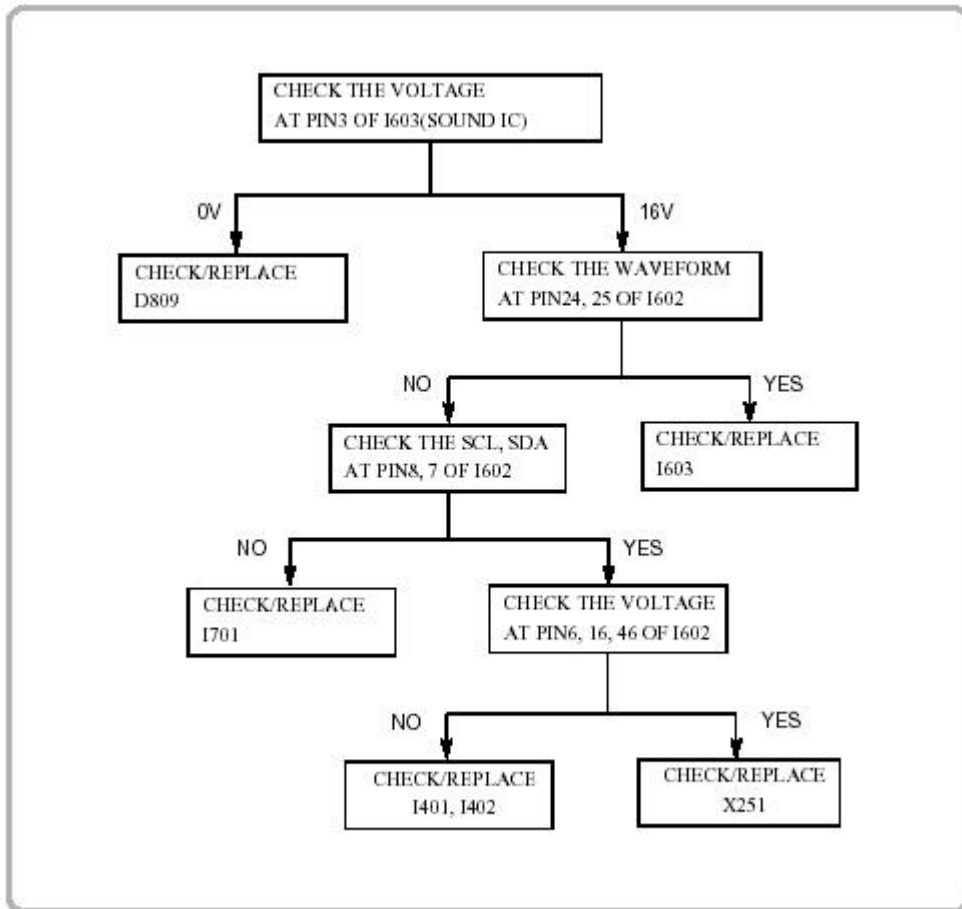 CHECK THE VOLTAGE
AT PIN3 OF I603(SOUND IC)
0V
16V
CHECK/REPLACE
D809
CHECK THE WAVEFORM
AT PIN24, 25 OF I602
NO
YES
CHECK THE SCL, SDA
AT PIN8, 7 OF I602
CHECK/REPLACE
I603
NO
YES
CHECK/REPLACE
I701
CHECK THE VOLTAGE
AT PIN6, 16, 46 OF I602
NO
YES
CHECK/REPLACE
I401, I402
CHECK/REPLACE
X251